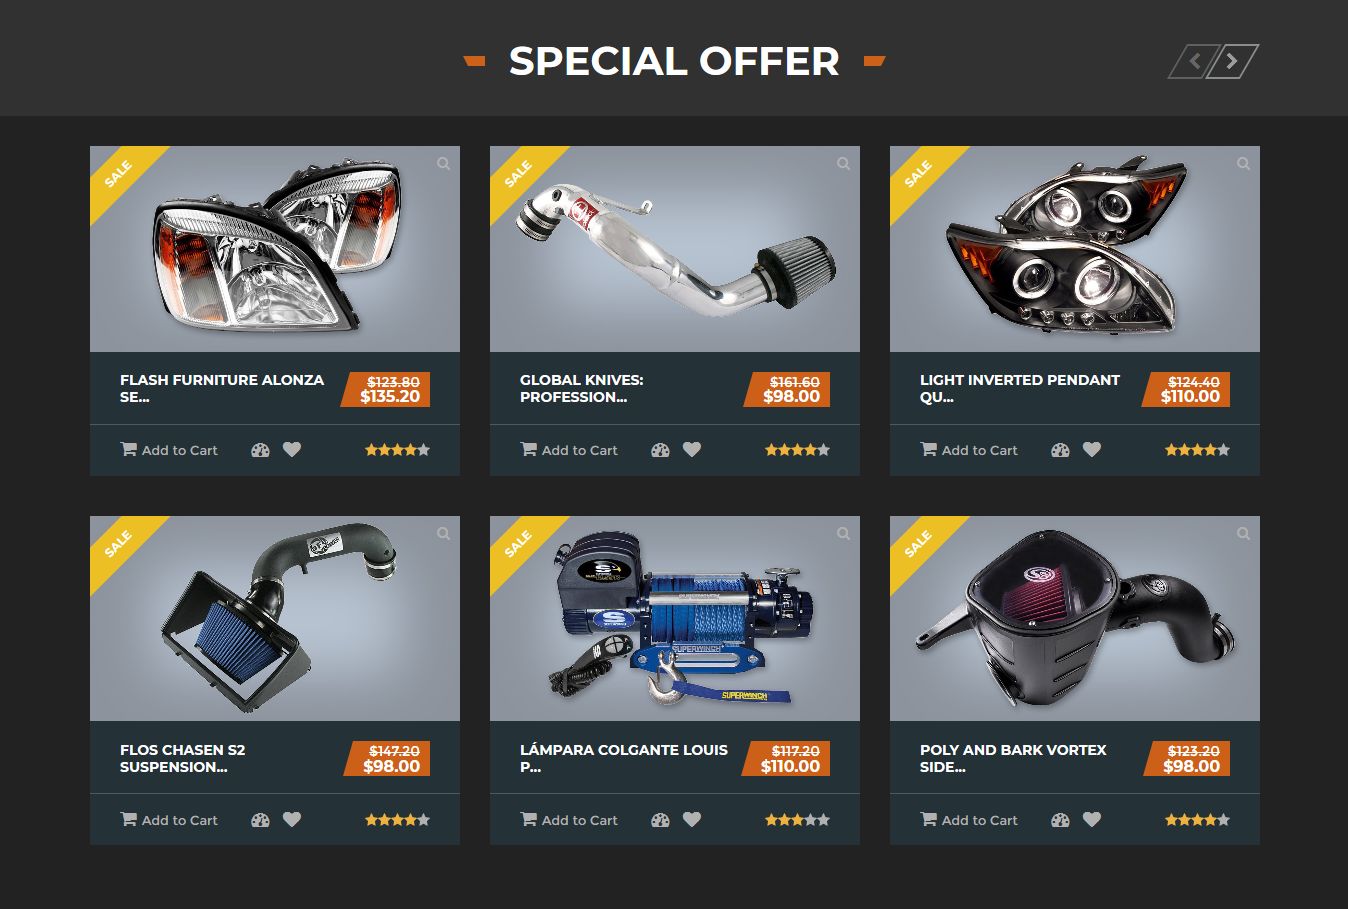 SPECIAL OFFER
SALE
SALE
SALE
FLASH FURNITURE ALONZA
SE...
$123.80
$135.20
GLOBAL KNIVES:
PROFESSION...
$161.60
$98.00
LIGHT INVERTED PENDANT
QU...
$124.40
$110.00
Add to Cart
Add to Cart
Add to Cart
SALE
SALE
SALE
S
S
SUPERWINCH
SUPERWINCH
S&B
FLOS CHASEN S2
SUSPENSION...
$147.20
$98.00
LÁMPARA COLGANTE LOUIS
P...
$117.20
$110.00
POLY AND BARK VORTEX
SIDE...
$123.20
$98.00
Add to Cart
Add to Cart
Add to Cart